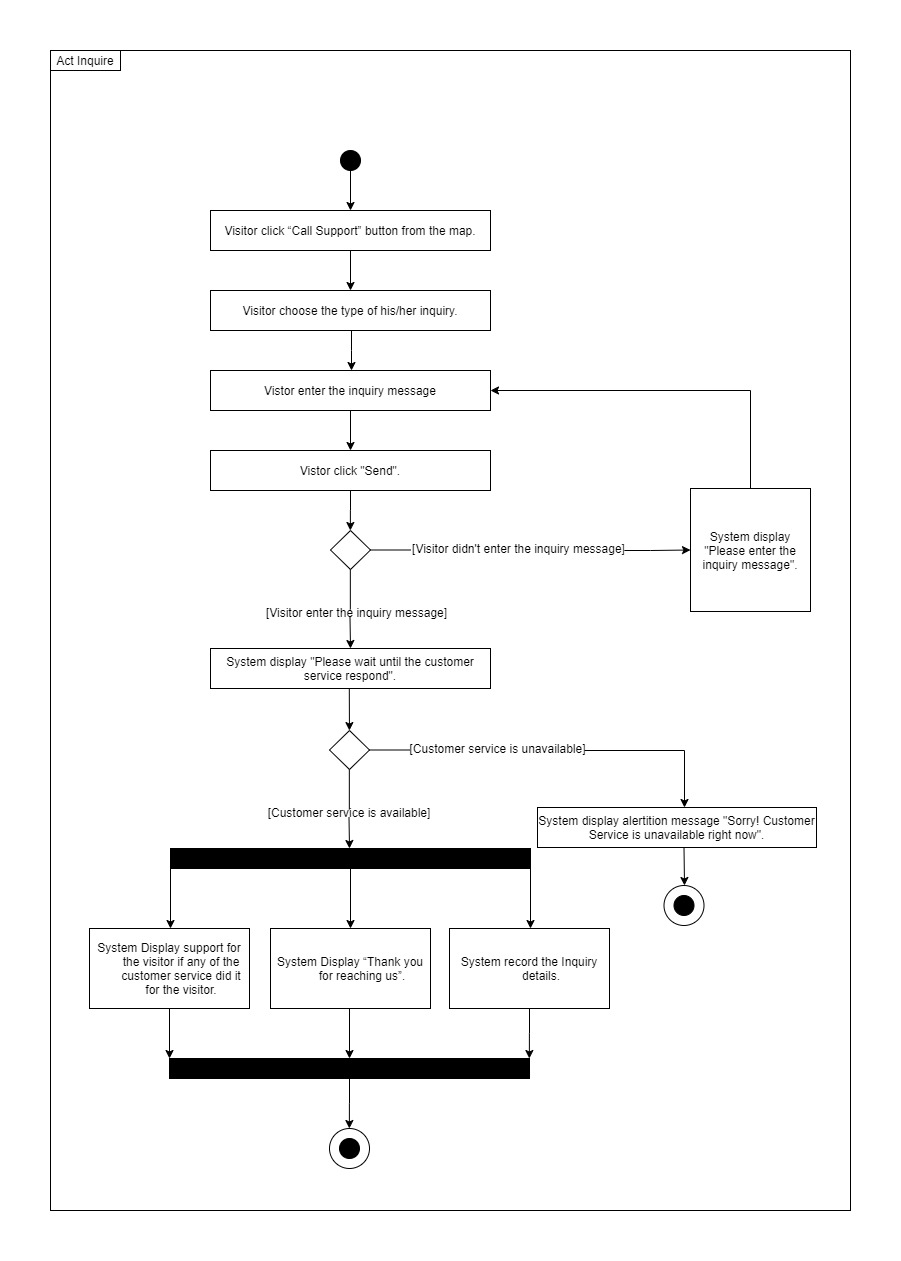 Act Inquire
Visitor click “Call Support” button from the map.
Visitor choose the type of his/her inquiry.
Vistor enter the inquiry message
Vistor click "Send".
[Visitor didn't enter the inquiry message]
System display
"Please enter the
inquiry message".
[Visitor enter the inquiry message]
System display "Please wait until the customer
service respond".
[Customer service is unavailable]
[Customer service is available]
System display alertition message "Sorry! Customer
Service is unavailable right now".
System Display support for
the visitor if any of the
customer service did it
for the visitor.
System Display “Thank you
for reaching us”.
System record the Inquiry
details.